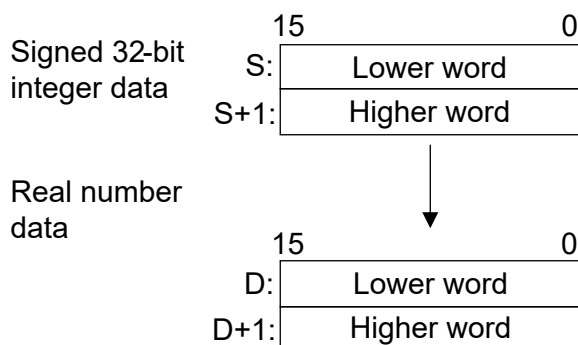 15 0
Signed 32-bit
integer data
S: Lower word
S+1: Higher word
Real number
data
15 0
D: Lower word
D+1: Higher word